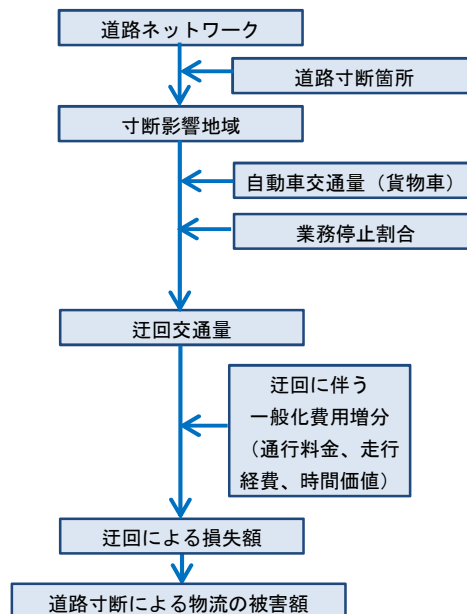 道路ネットワーク
道路寸断箇所
寸断影響地域
自動車交通量（貨物車）
業務停止割合
迂回交通量
迂回に伴う
一般化費用増分
（通行料金、走行
経費、時間価値）
迂回による損失額
道路寸断による物流の被害額